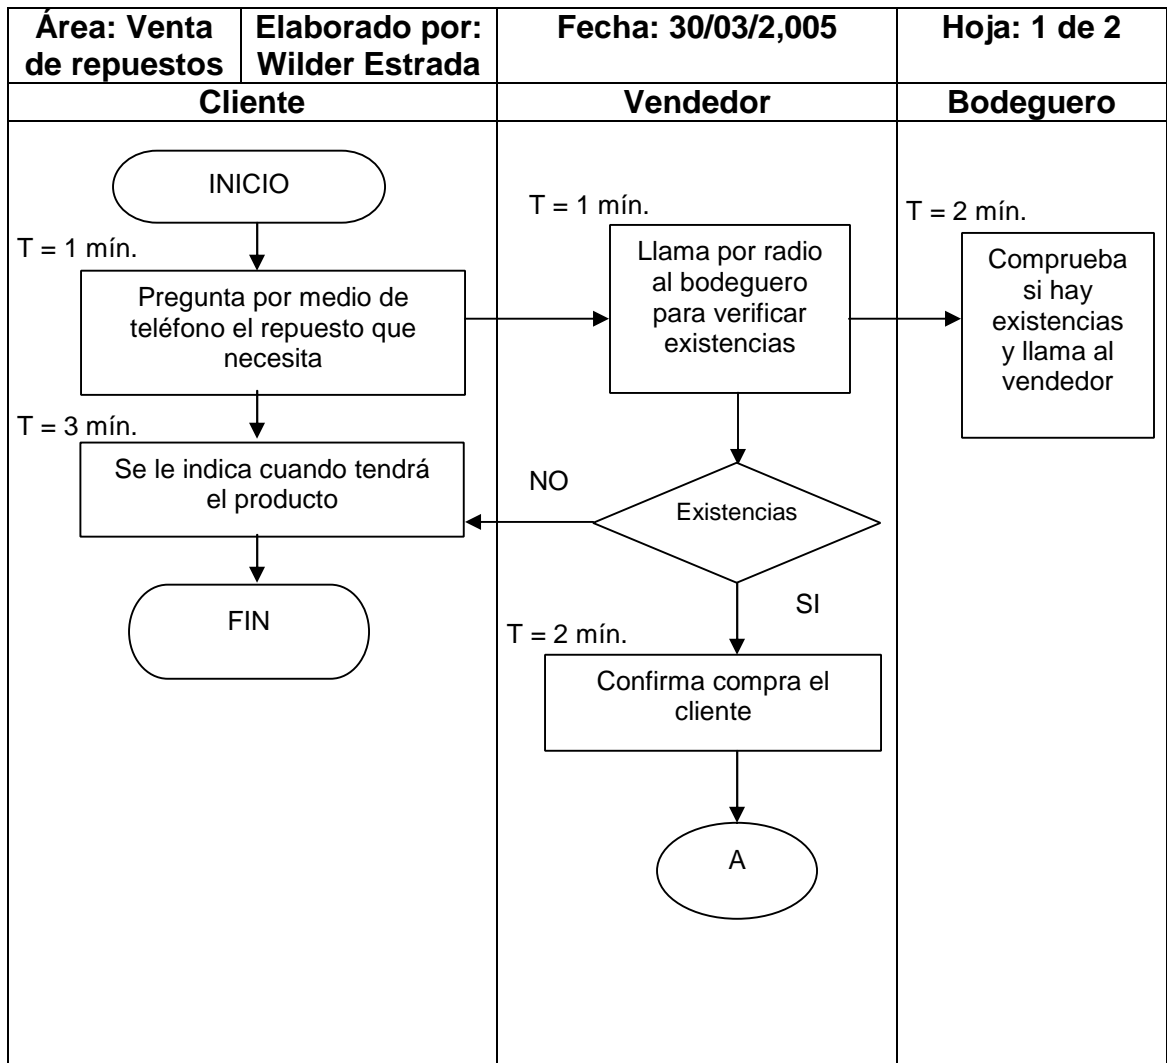 Área: Venta
de repuestos
Elaborado por:
Wilder Estrada
Fecha: 30/03/2,005
Hoja: 1 de 2
Cliente
Vendedor
Bodeguero
INICIO
T = 1 mín.
Pregunta por medio de
teléfono el repuesto que
necesita
T = 1 mín.
Llama por radio
al bodeguero
para verificar
existencias
T = 2 mín.
Comprueba
si hay
existencias
y llama al
vendedor
T = 3 mín.
Se le indica cuando tendrá
el producto
NO
Existencias
FIN
SI
T = 2 mín.
Confirma compra el
cliente
A